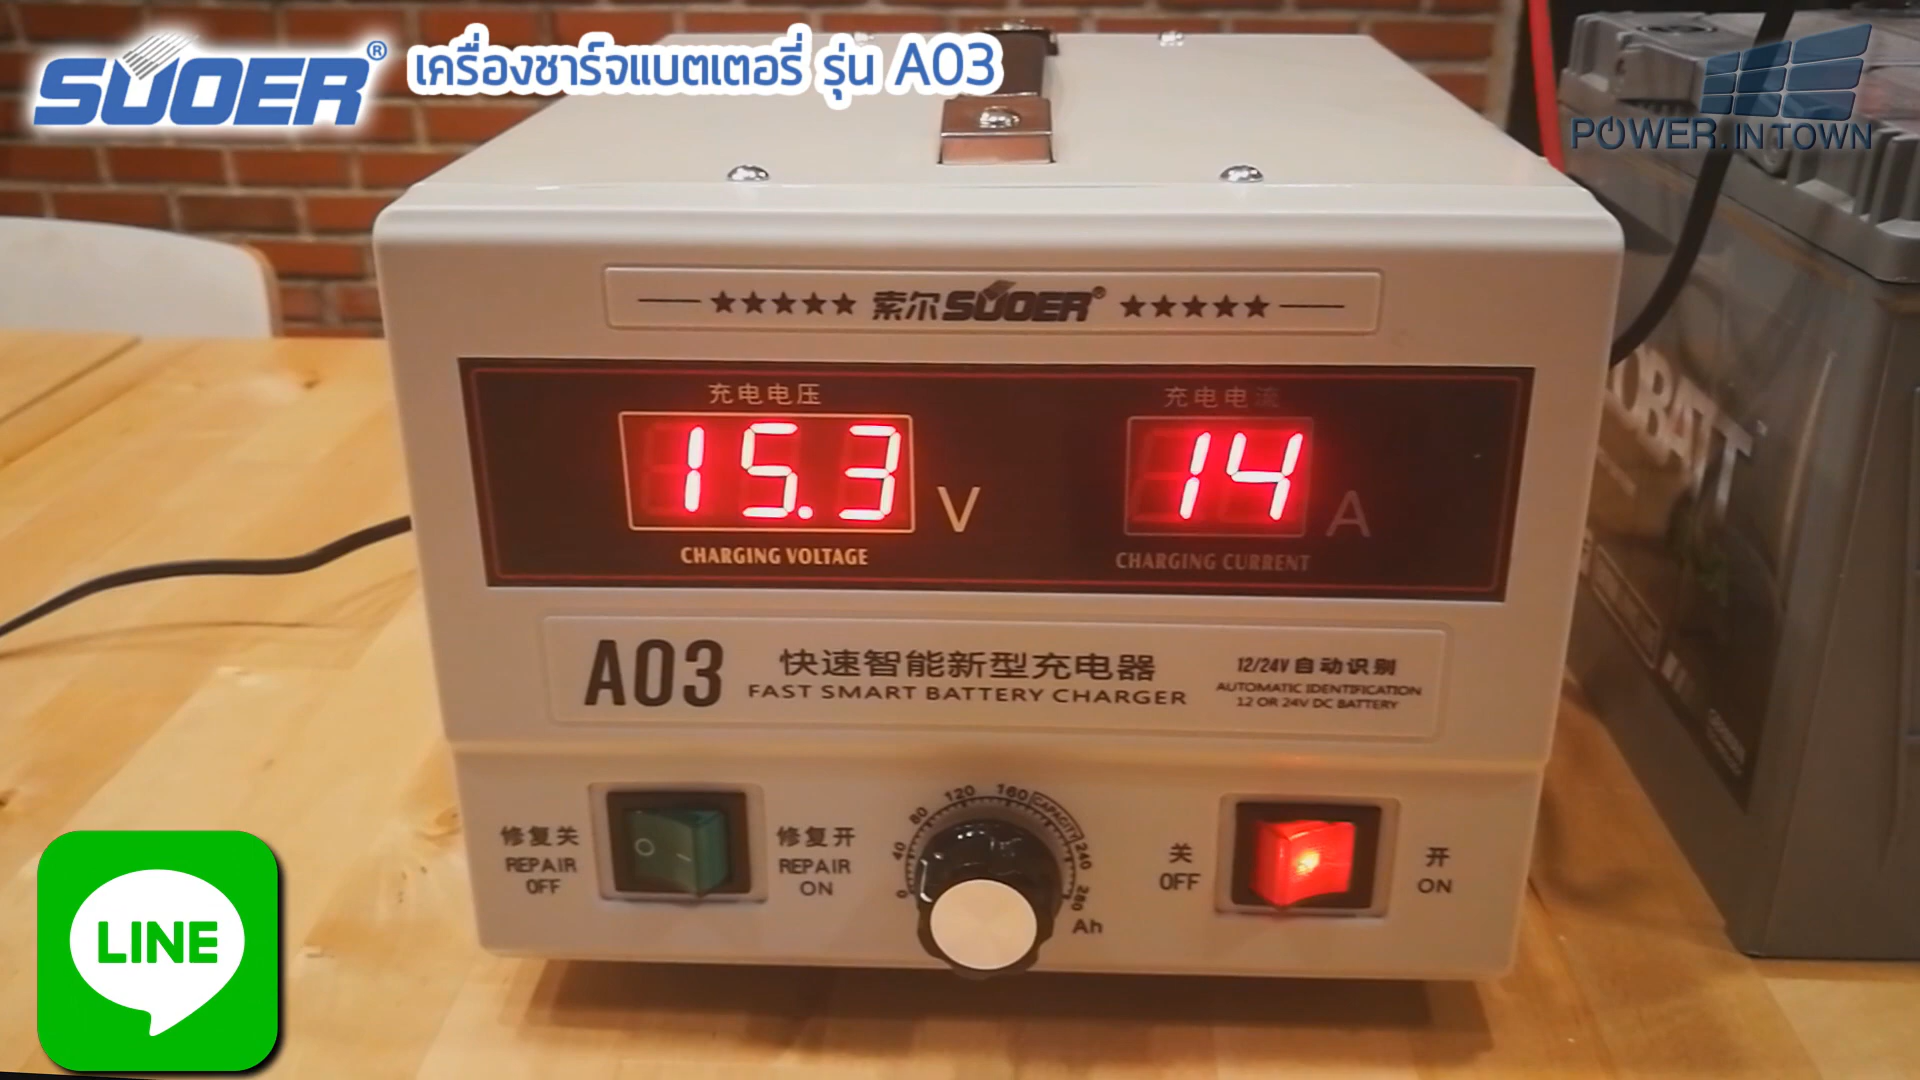 SUOER® เครื่องชาร์จแบตเตอรี่ รุ่น A03
POWER.IN TOWN
★★★★★ 索尔SUOER® ★★★★★
充电电压
充电电流
15.3 V
14 A
CHARGING VOLTAGE
CHARGING CURRENT
A03
快速智能新型充电器
FAST SMART BATTERY CHARGER
12/24V 自动识别
AUTOMATIC IDENTIFICATION
12 OR 24V DC BATTERY
修复关
REPAIR
OFF
修复开
REPAIR
ON
0 40 80 120 160 CAPACITY 240 280
Ah
关
OFF
开
ON
LINE